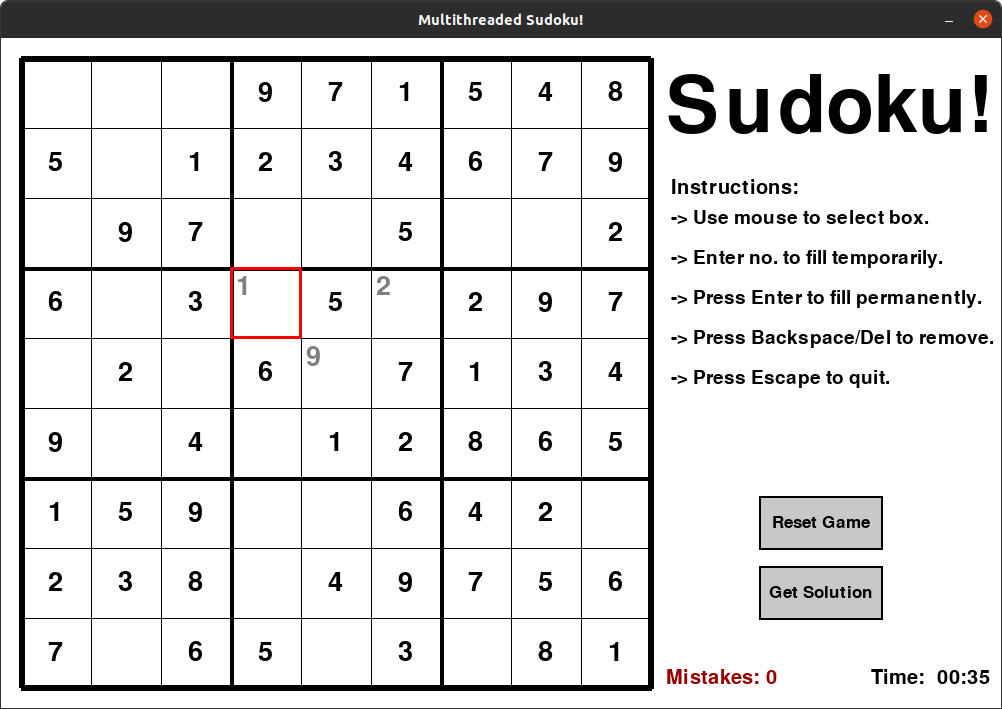 Multithreaded Sudoku!
9 7 1 5 4 8
5 1 2 3 4 6 7 9
9 7 5 2
6 3 1 5 2 2 9 7
2 6 9 7 1 3 4
9 4 1 2 8 6 5
1 5 9 6 4 2
2 3 8 4 9 7 5 6
7 6 5 3 8 1
Sudoku!
Instructions:
-> Use mouse to select box.
-> Enter no. to fill temporarily.
-> Press Enter to fill permanently.
-> Press Backspace/Del to remove.
-> Press Escape to quit.
Reset Game
Get Solution
Mistakes: 0
Time: 00:35